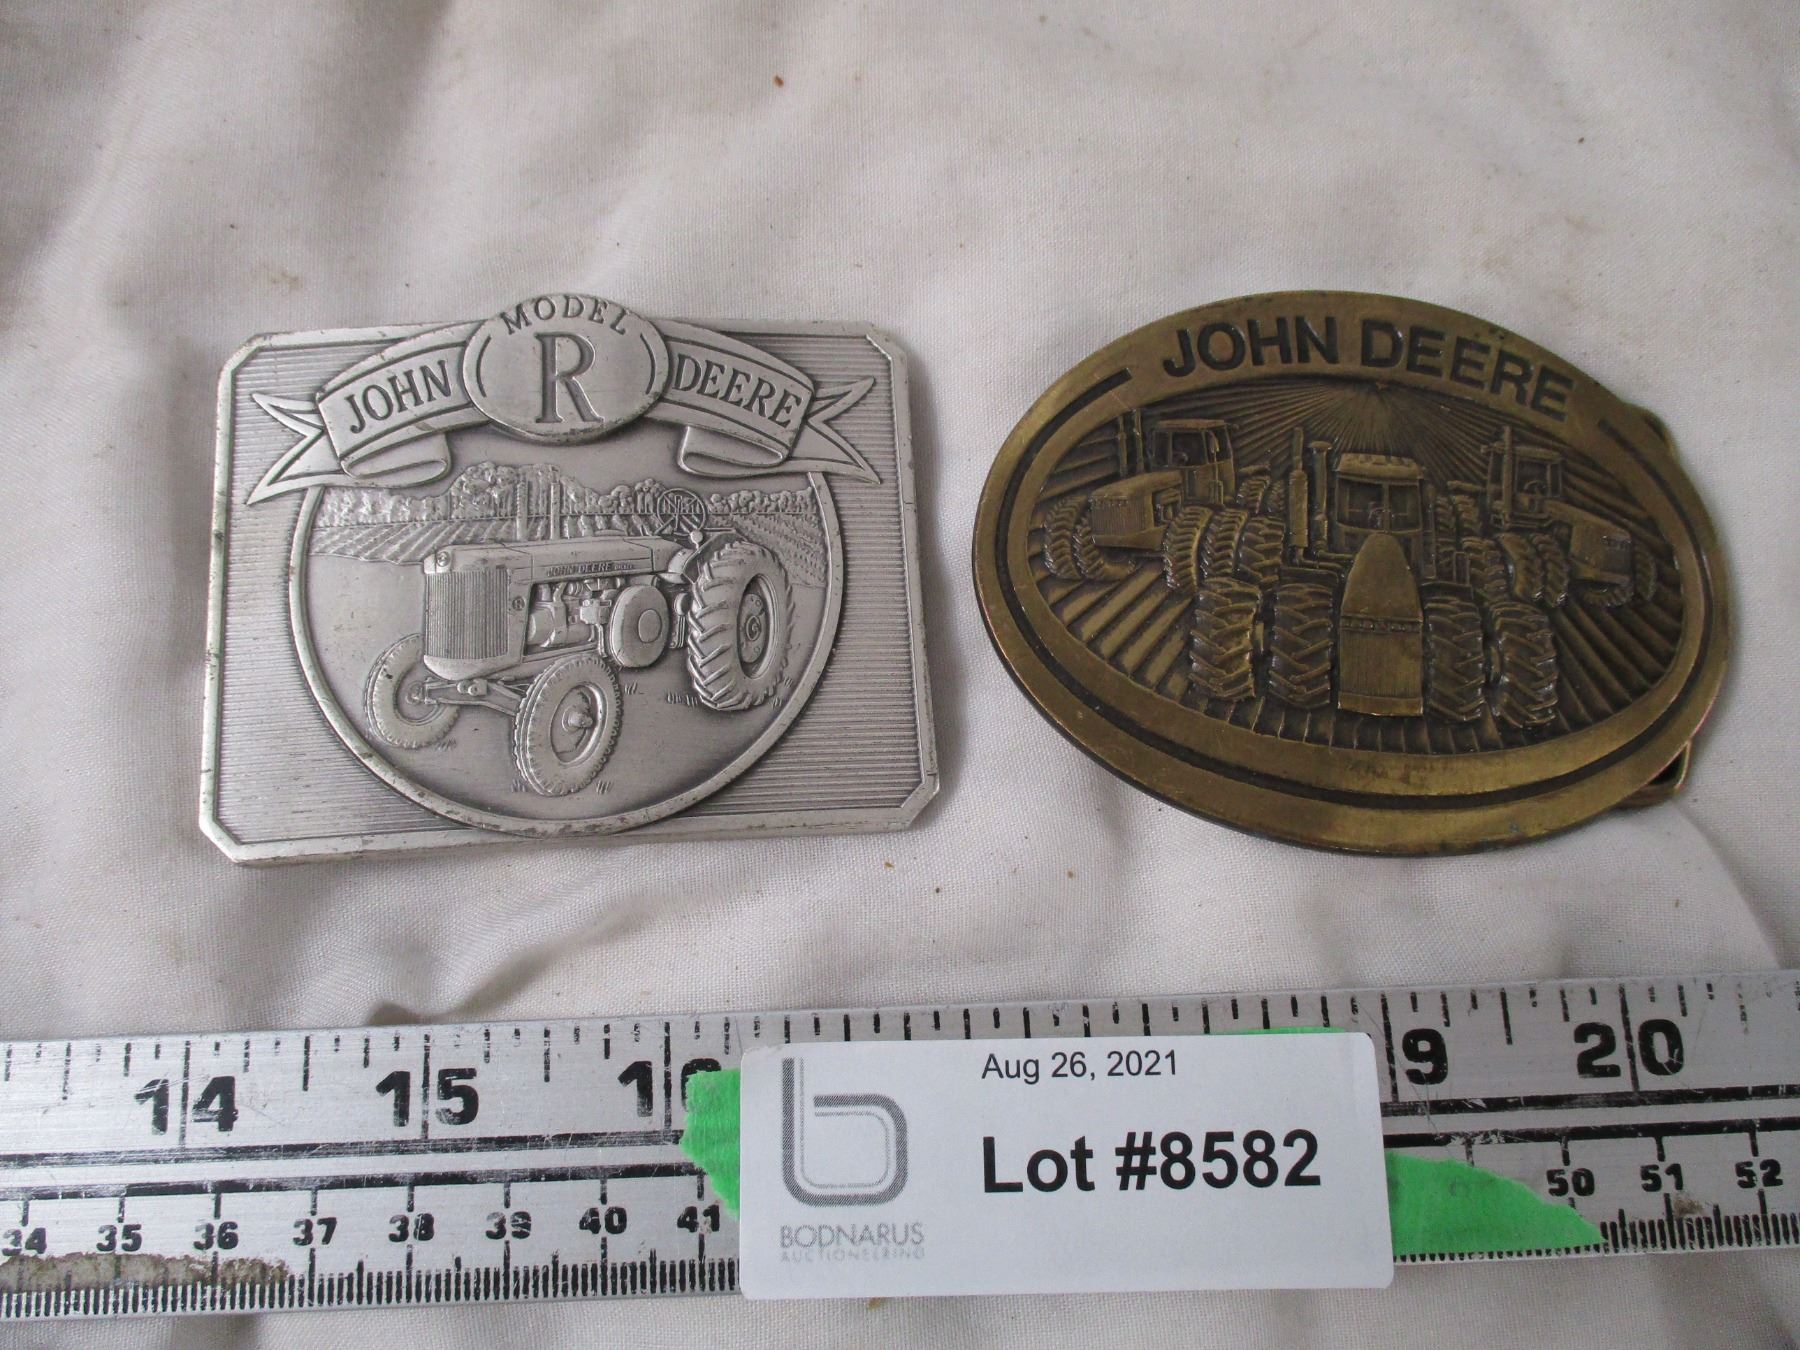 MODEL
R
JOHN DEERE
JOHN DEERE
JOHN DEERE
14 15 16 9 20
Aug 26, 2021
Lot #8582
BODNARUS
AUCTIONEERING
34 35 36 37 38 39 40 41 50 51 52